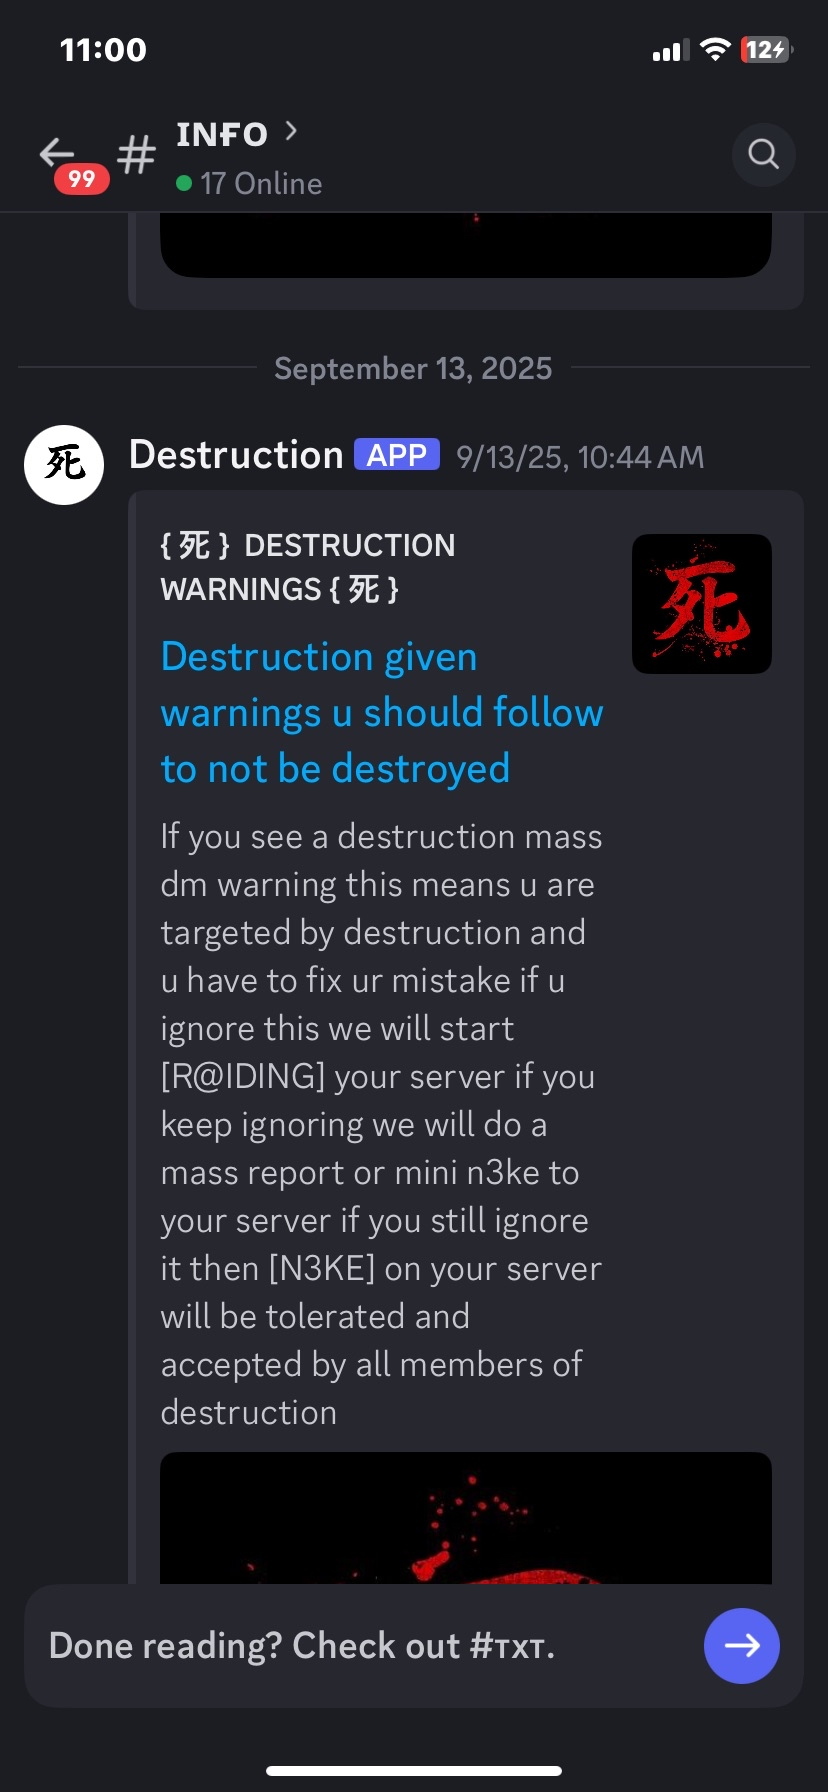 11:00
12
99
# INFO >
17 Online
September 13, 2025
死
Destruction APP 9/13/25, 10:44 AM
{ 死 } DESTRUCTION
WARNINGS { 死 }
死
Destruction given
warnings u should follow
to not be destroyed
If you see a destruction mass
dm warning this means u are
targeted by destruction and
u have to fix ur mistake if u
ignore this we will start
[R@IDING] your server if you
keep ignoring we will do a
mass report or mini n3ke to
your server if you still ignore
it then [N3KE] on your server
will be tolerated and
accepted by all members of
destruction
Done reading? Check out #ᴛxᴛ.